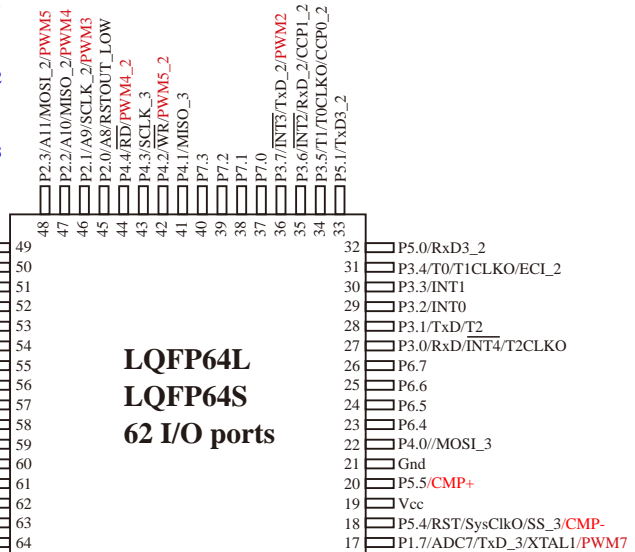 P2.3/A11/MOSI_2/PWM5
P2.2/A10/MISO_2/PWM4
P2.1/A9/SCLK_2/PWM3
P2.0/A8/RSTOUT_LOW
P4.4/RD/PWM4_2
P4.3/SCLK_3
P4.2/WR/PWM5_2
P4.1/MISO_3
P7.3
P7.2
P7.1
P7.0
P3.7/INT3/TxD_2/PWM2
P3.6/INT2/RxD_2/CCP1_2
P3.5/T1/T0CLKO/CCP0_2
P5.1/TxD3_2
48 47 46 45 44 43 42 41 40 39 38 37 36 35 34 33
49
50
51
52
53
54
55
56
57
58
59
60
61
62
63
64
LQFP64L
LQFP64S
62 I/O ports
32 P5.0/RxD3_2
31 P3.4/T0/T1CLKO/ECI_2
30 P3.3/INT1
29 P3.2/INT0
28 P3.1/TxD/T2
27 P3.0/RxD/INT4/T2CLKO
26 P6.7
25 P6.6
24 P6.5
23 P6.4
22 P4.0//MOSI_3
21 Gnd
20 P5.5/CMP+
19 Vcc
18 P5.4/RST/SysClkO/SS_3/CMP-
17 P1.7/ADC7/TxD_3/XTAL1/PWM7